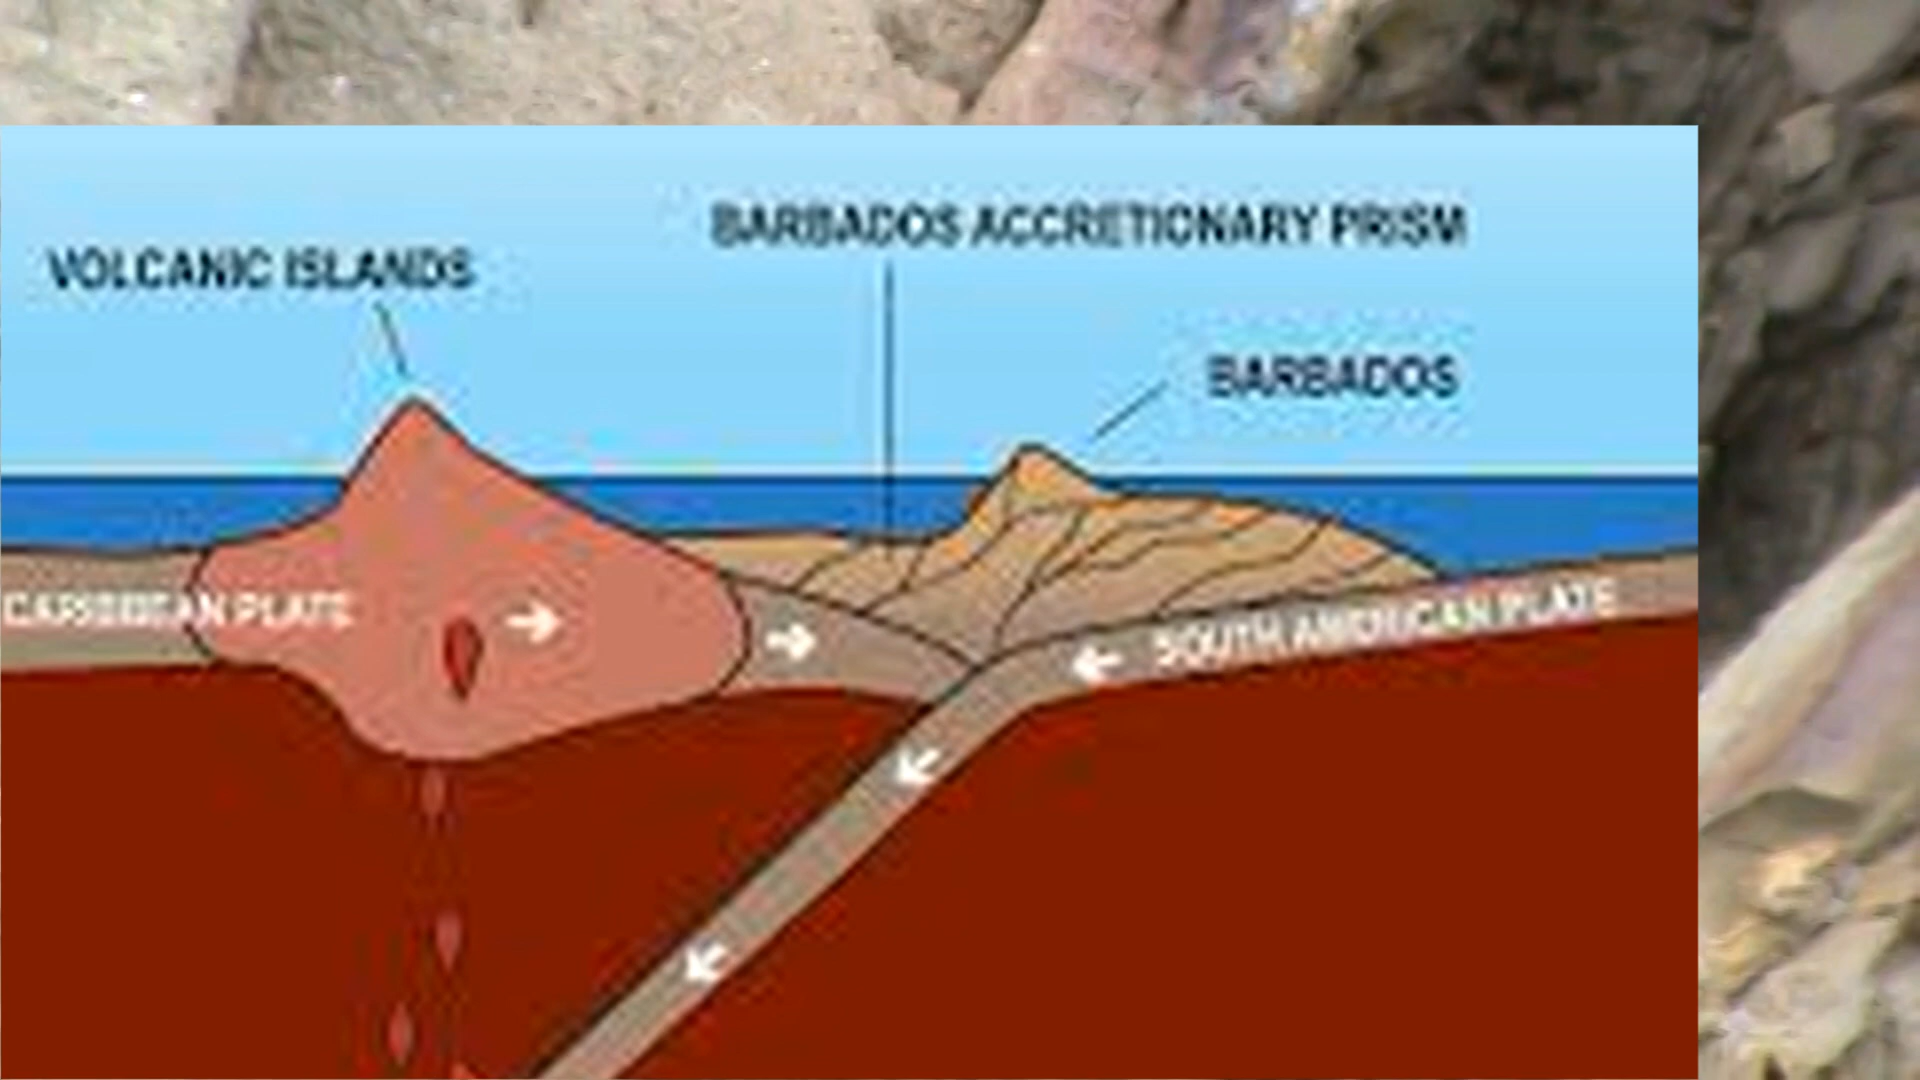 BARBADOS ACCRETIONARY PRISM
VOLCANIC ISLANDS
BARBADOS
CARIBBEAN PLATE
SOUTH AMERICAN PLATE